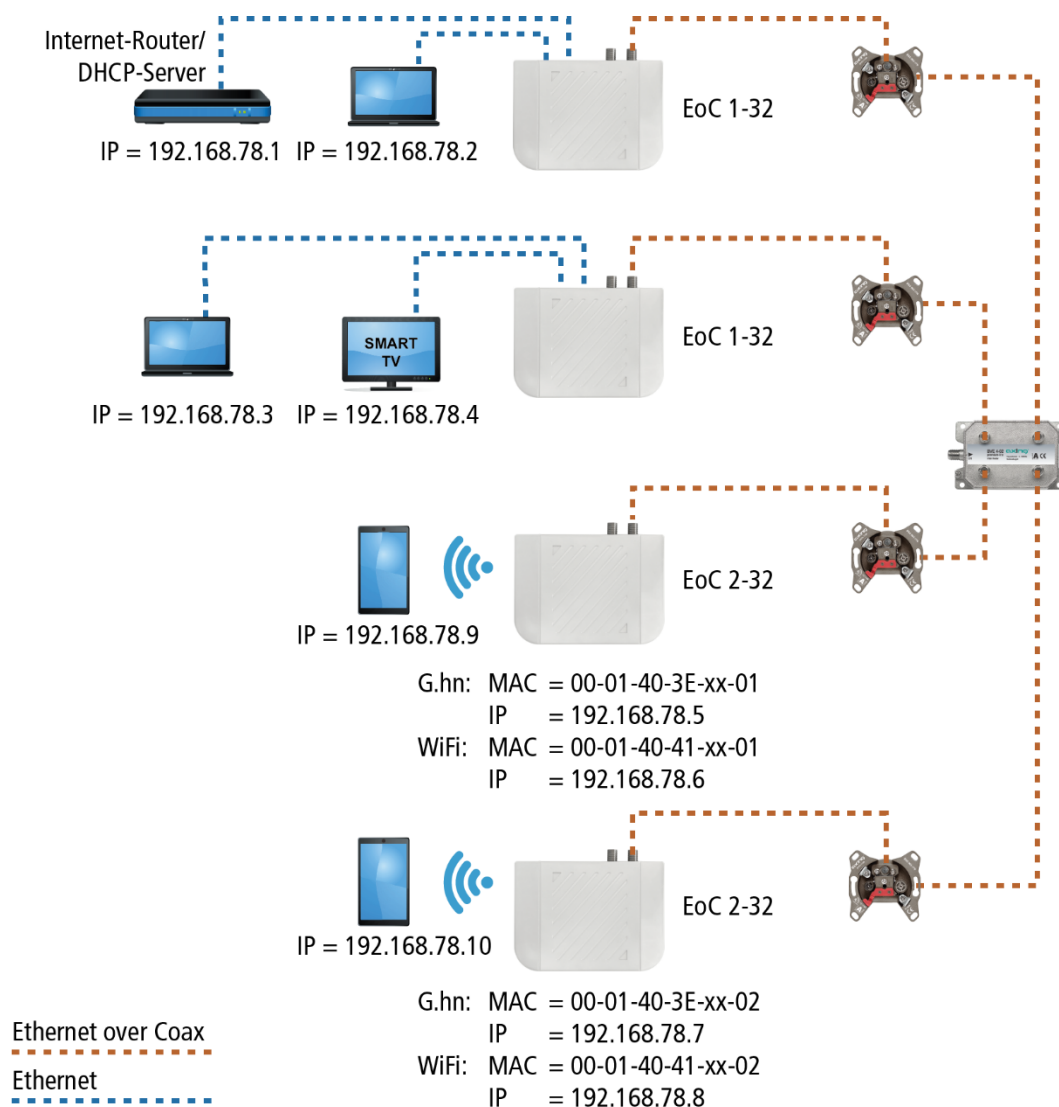 Internet-Router/
DHCP-Server
IP = 192.168.78.1
IP = 192.168.78.2
EoC 1-32
SMART
TV
IP = 192.168.78.3
IP = 192.168.78.4
EoC 1-32
IP = 192.168.78.9
EoC 2-32
G.hn: MAC = 00-01-40-3E-xx-01
IP = 192.168.78.5
WiFi: MAC = 00-01-40-41-xx-01
IP = 192.168.78.6
IP = 192.168.78.10
EoC 2-32
G.hn: MAC = 00-01-40-3E-xx-02
IP = 192.168.78.7
WiFi: MAC = 00-01-40-41-xx-02
IP = 192.168.78.8
Ethernet over Coax
Ethernet